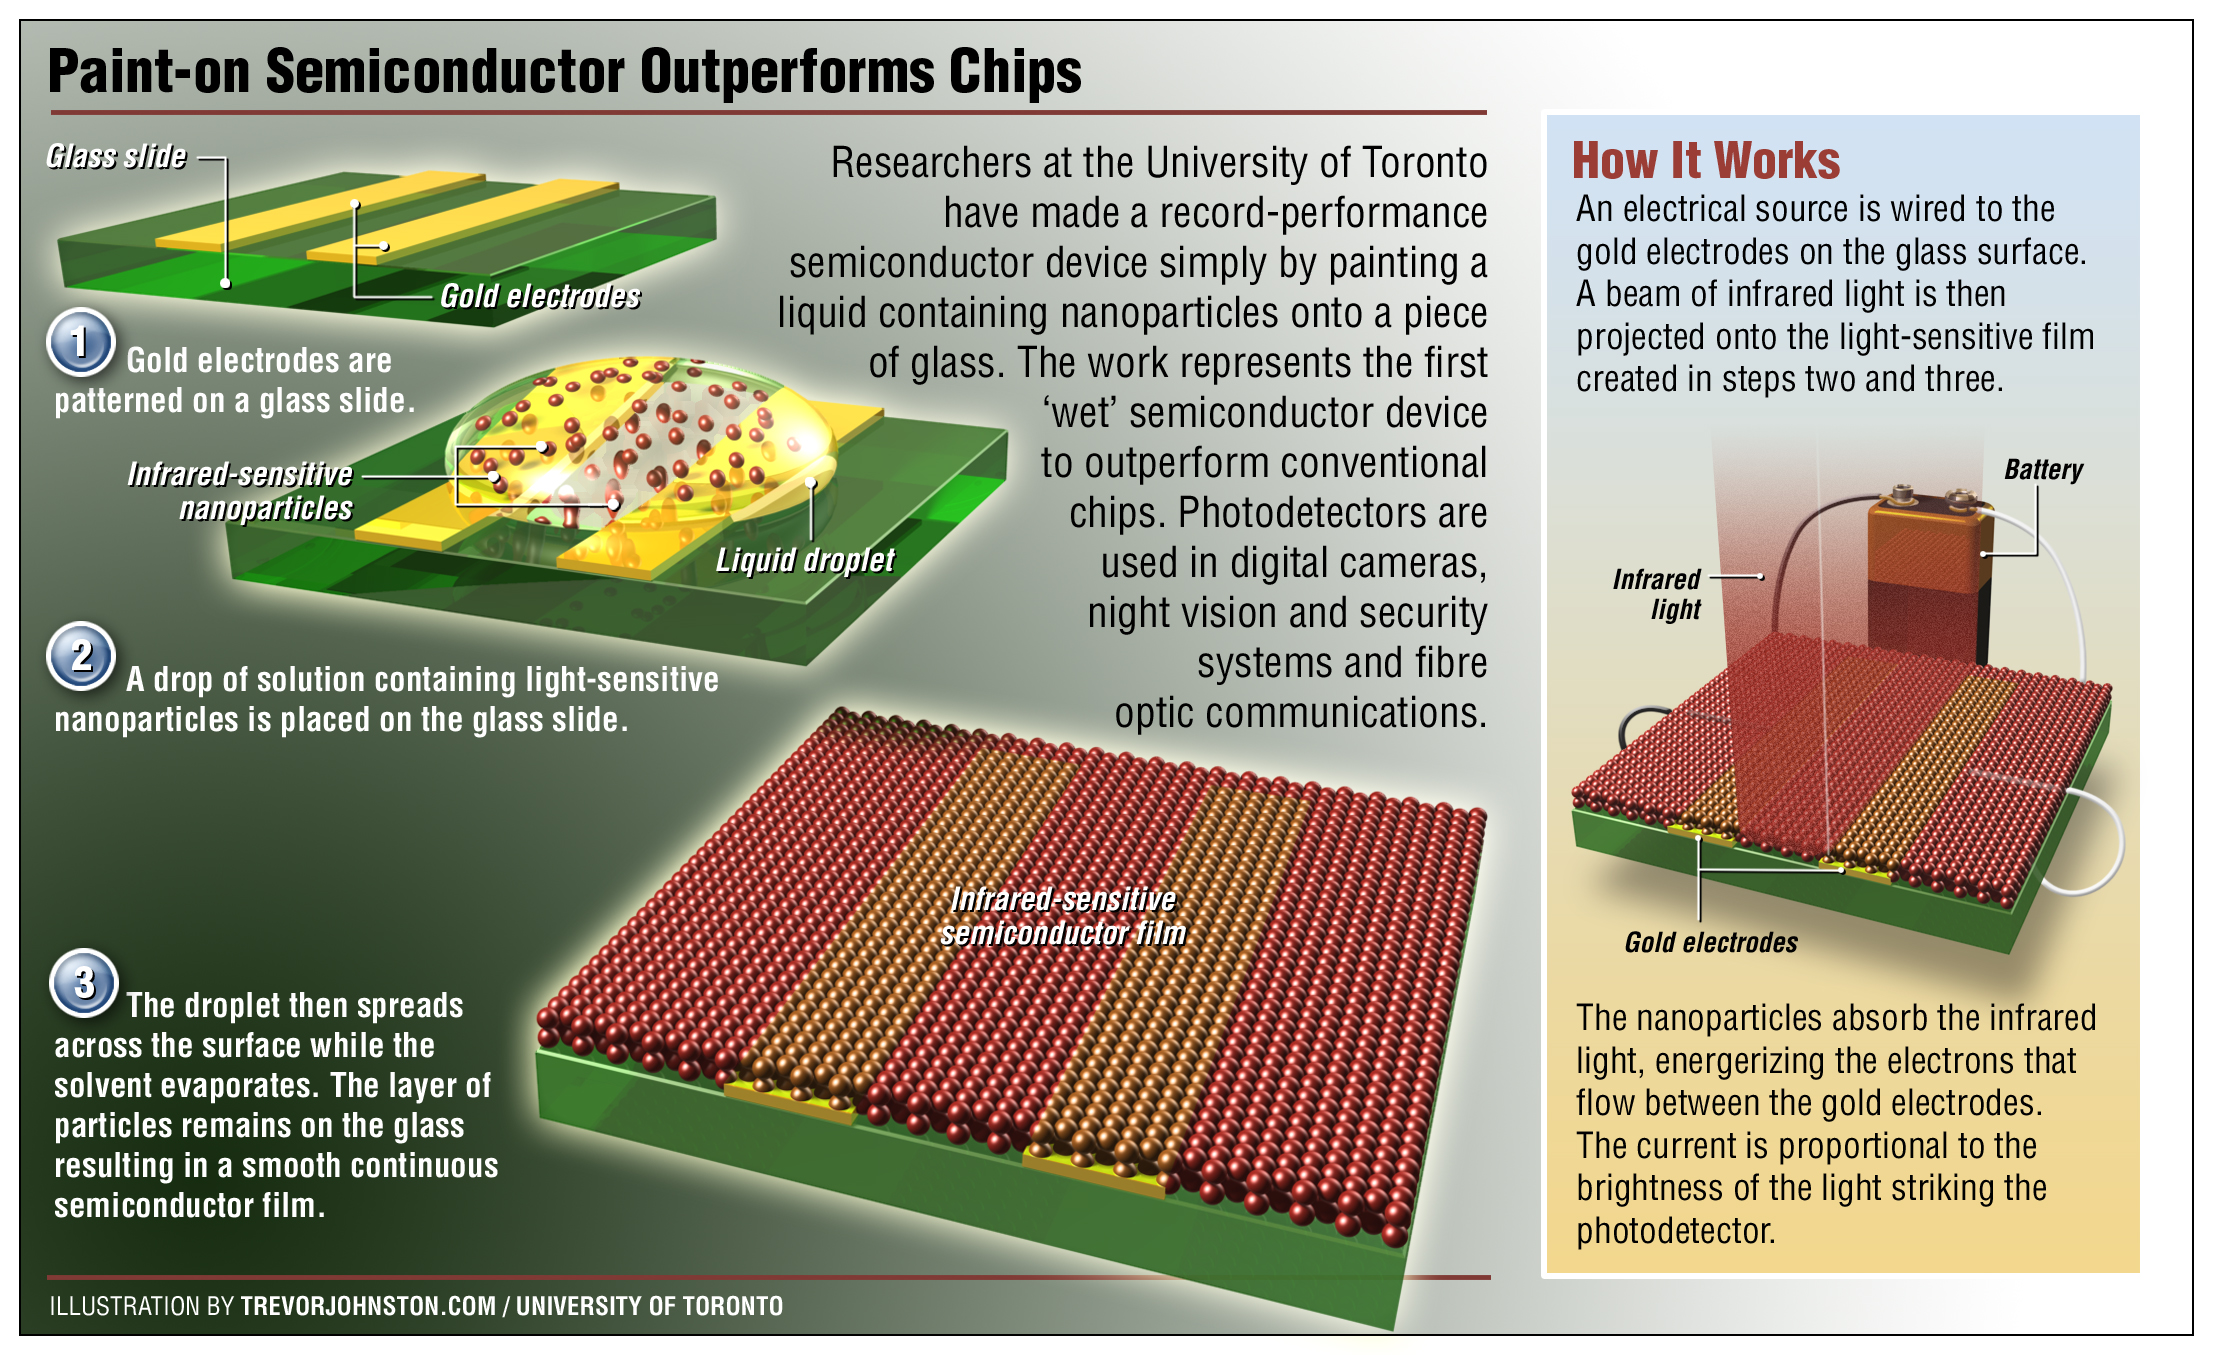 Paint-on Semiconductor Outperforms Chips
Glass slide
Gold electrodes
1
Gold electrodes are
patterned on a glass slide.
Researchers at the University of Toronto
have made a record-performance
semiconductor device simply by painting a
liquid containing nanoparticles onto a piece
of glass. The work represents the first
‘wet’ semiconductor device
to outperform conventional
chips. Photodetectors are
used in digital cameras,
night vision and security
systems and fibre
optic communications.
Infrared-sensitive
nanoparticles
Liquid droplet
2
A drop of solution containing light-sensitive
nanoparticles is placed on the glass slide.
Infrared-sensitive
semiconductor film
3
The droplet then spreads
across the surface while the
solvent evaporates. The layer of
particles remains on the glass
resulting in a smooth continuous
semiconductor film.
How It Works
An electrical source is wired to the
gold electrodes on the glass surface.
A beam of infrared light is then
projected onto the light-sensitive film
created in steps two and three.
Battery
Infrared
light
Gold electrodes
The nanoparticles absorb the infrared
light, energerizing the electrons that
flow between the gold electrodes.
The current is proportional to the
brightness of the light striking the
photodetector.
ILLUSTRATION BY TREVORJOHNSTON.COM / UNIVERSITY OF TORONTO